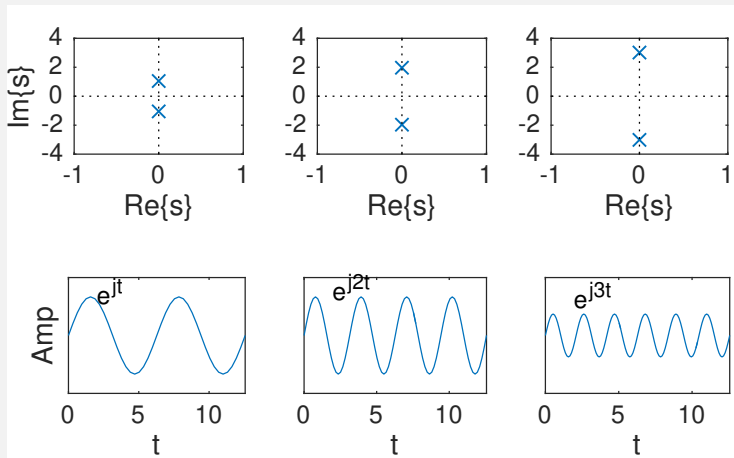 4 4 4
2 2 2
0 0 0
-2 -2 -2
-4 -4 -4
Im{s}
-1 0 1 -1 0 1 -1 0 1
Re{s} Re{s} Re{s}
e^{jt} e^{j2t} e^{j3t}
Amp
0 5 10 0 5 10 0 5 10
t t t